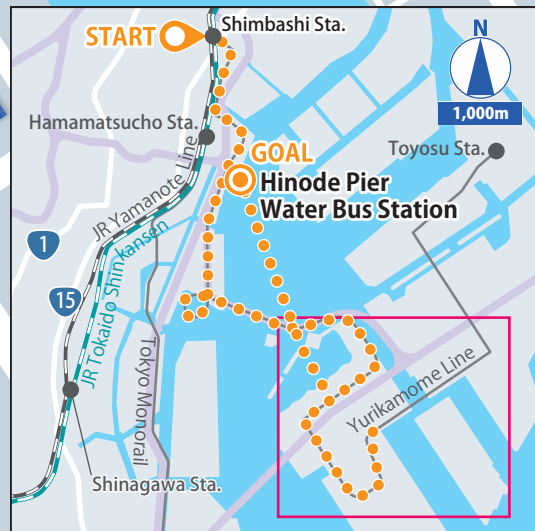 START
Shimbashi Sta.
N
1,000m
Hamamatsucho Sta.
Toyosu Sta.
GOAL
Hinode Pier
Water Bus Station
JR Yamanote Line
1
JR Tokaido Shinkansen
15
Tokyo Monorail
Yurikamome Line
Shinagawa Sta.